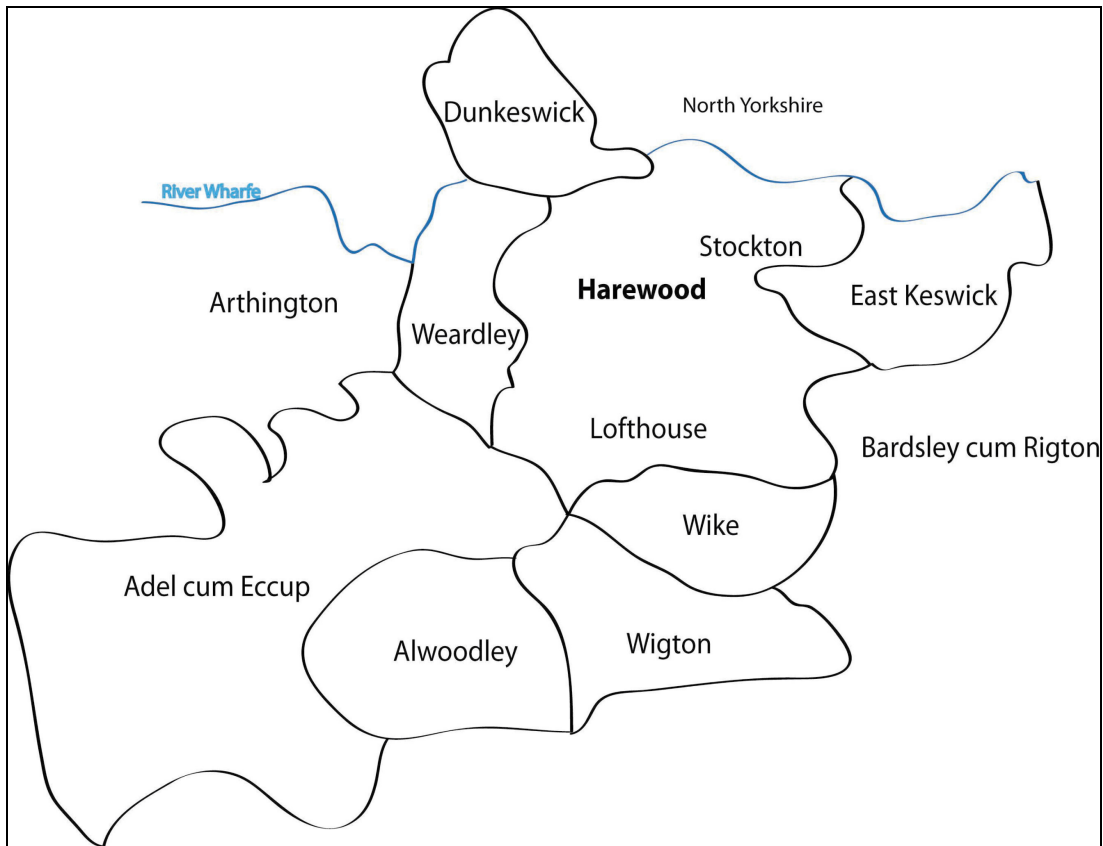 Dunkeswick
North Yorkshire
River Wharfe
Stockton
Harewood
Arthington
East Keswick
Weardley
Lofthouse
Bardsley cum Rigton
Wike
Adel cum Eccup
Alwoodley
Wigton